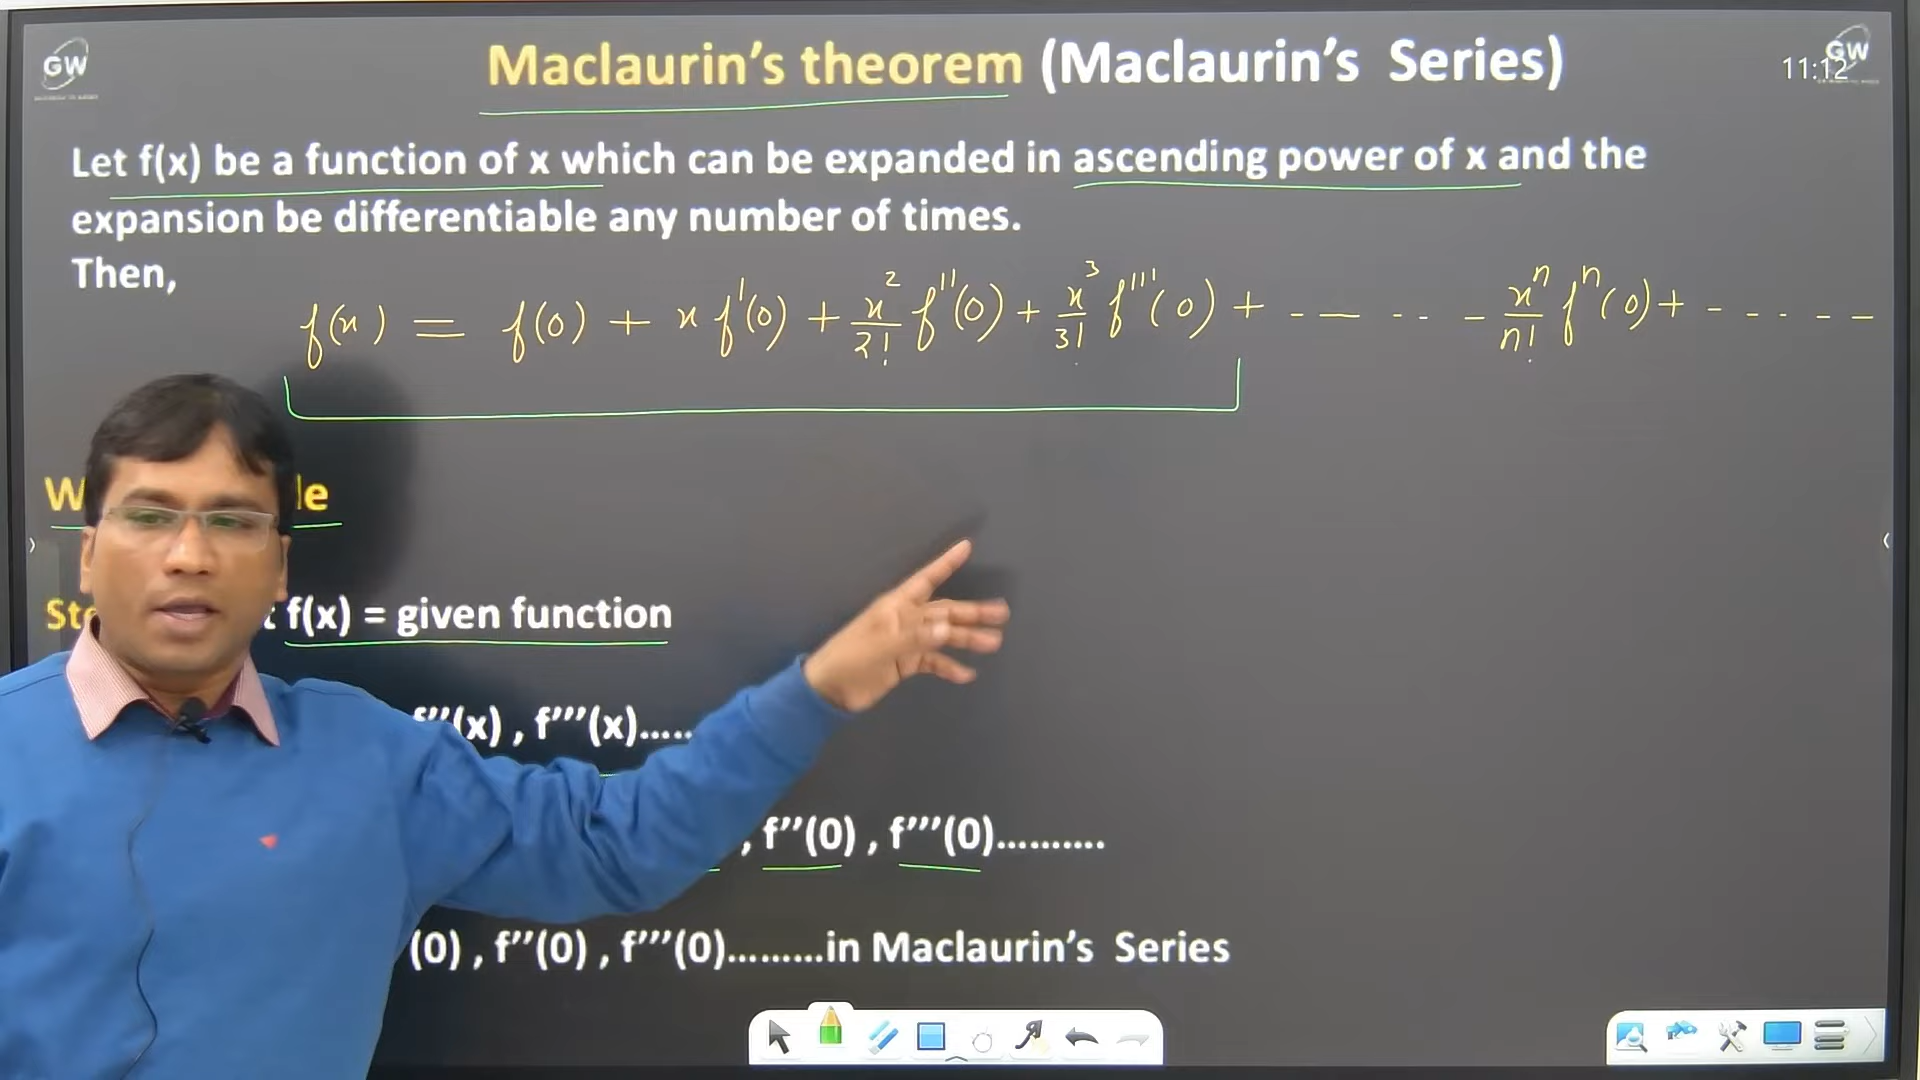 GW
Maclaurin's theorem (Maclaurin's Series)
11:12
GW
Let f(x) be a function of x which can be expanded in ascending power of x and the
expansion be differentiable any number of times.
Then,
f(x) = f(0) + x f'(0) + x²/2! f''(0) + x³/3! f'''(0) + - - - - - xⁿ/n! fⁿ(0) + - - - - -
f(x) = given function
f''(x) , f'''(x).....
, f''(0) , f'''(0)..........
(0) , f''(0) , f'''(0).........in Maclaurin's Series